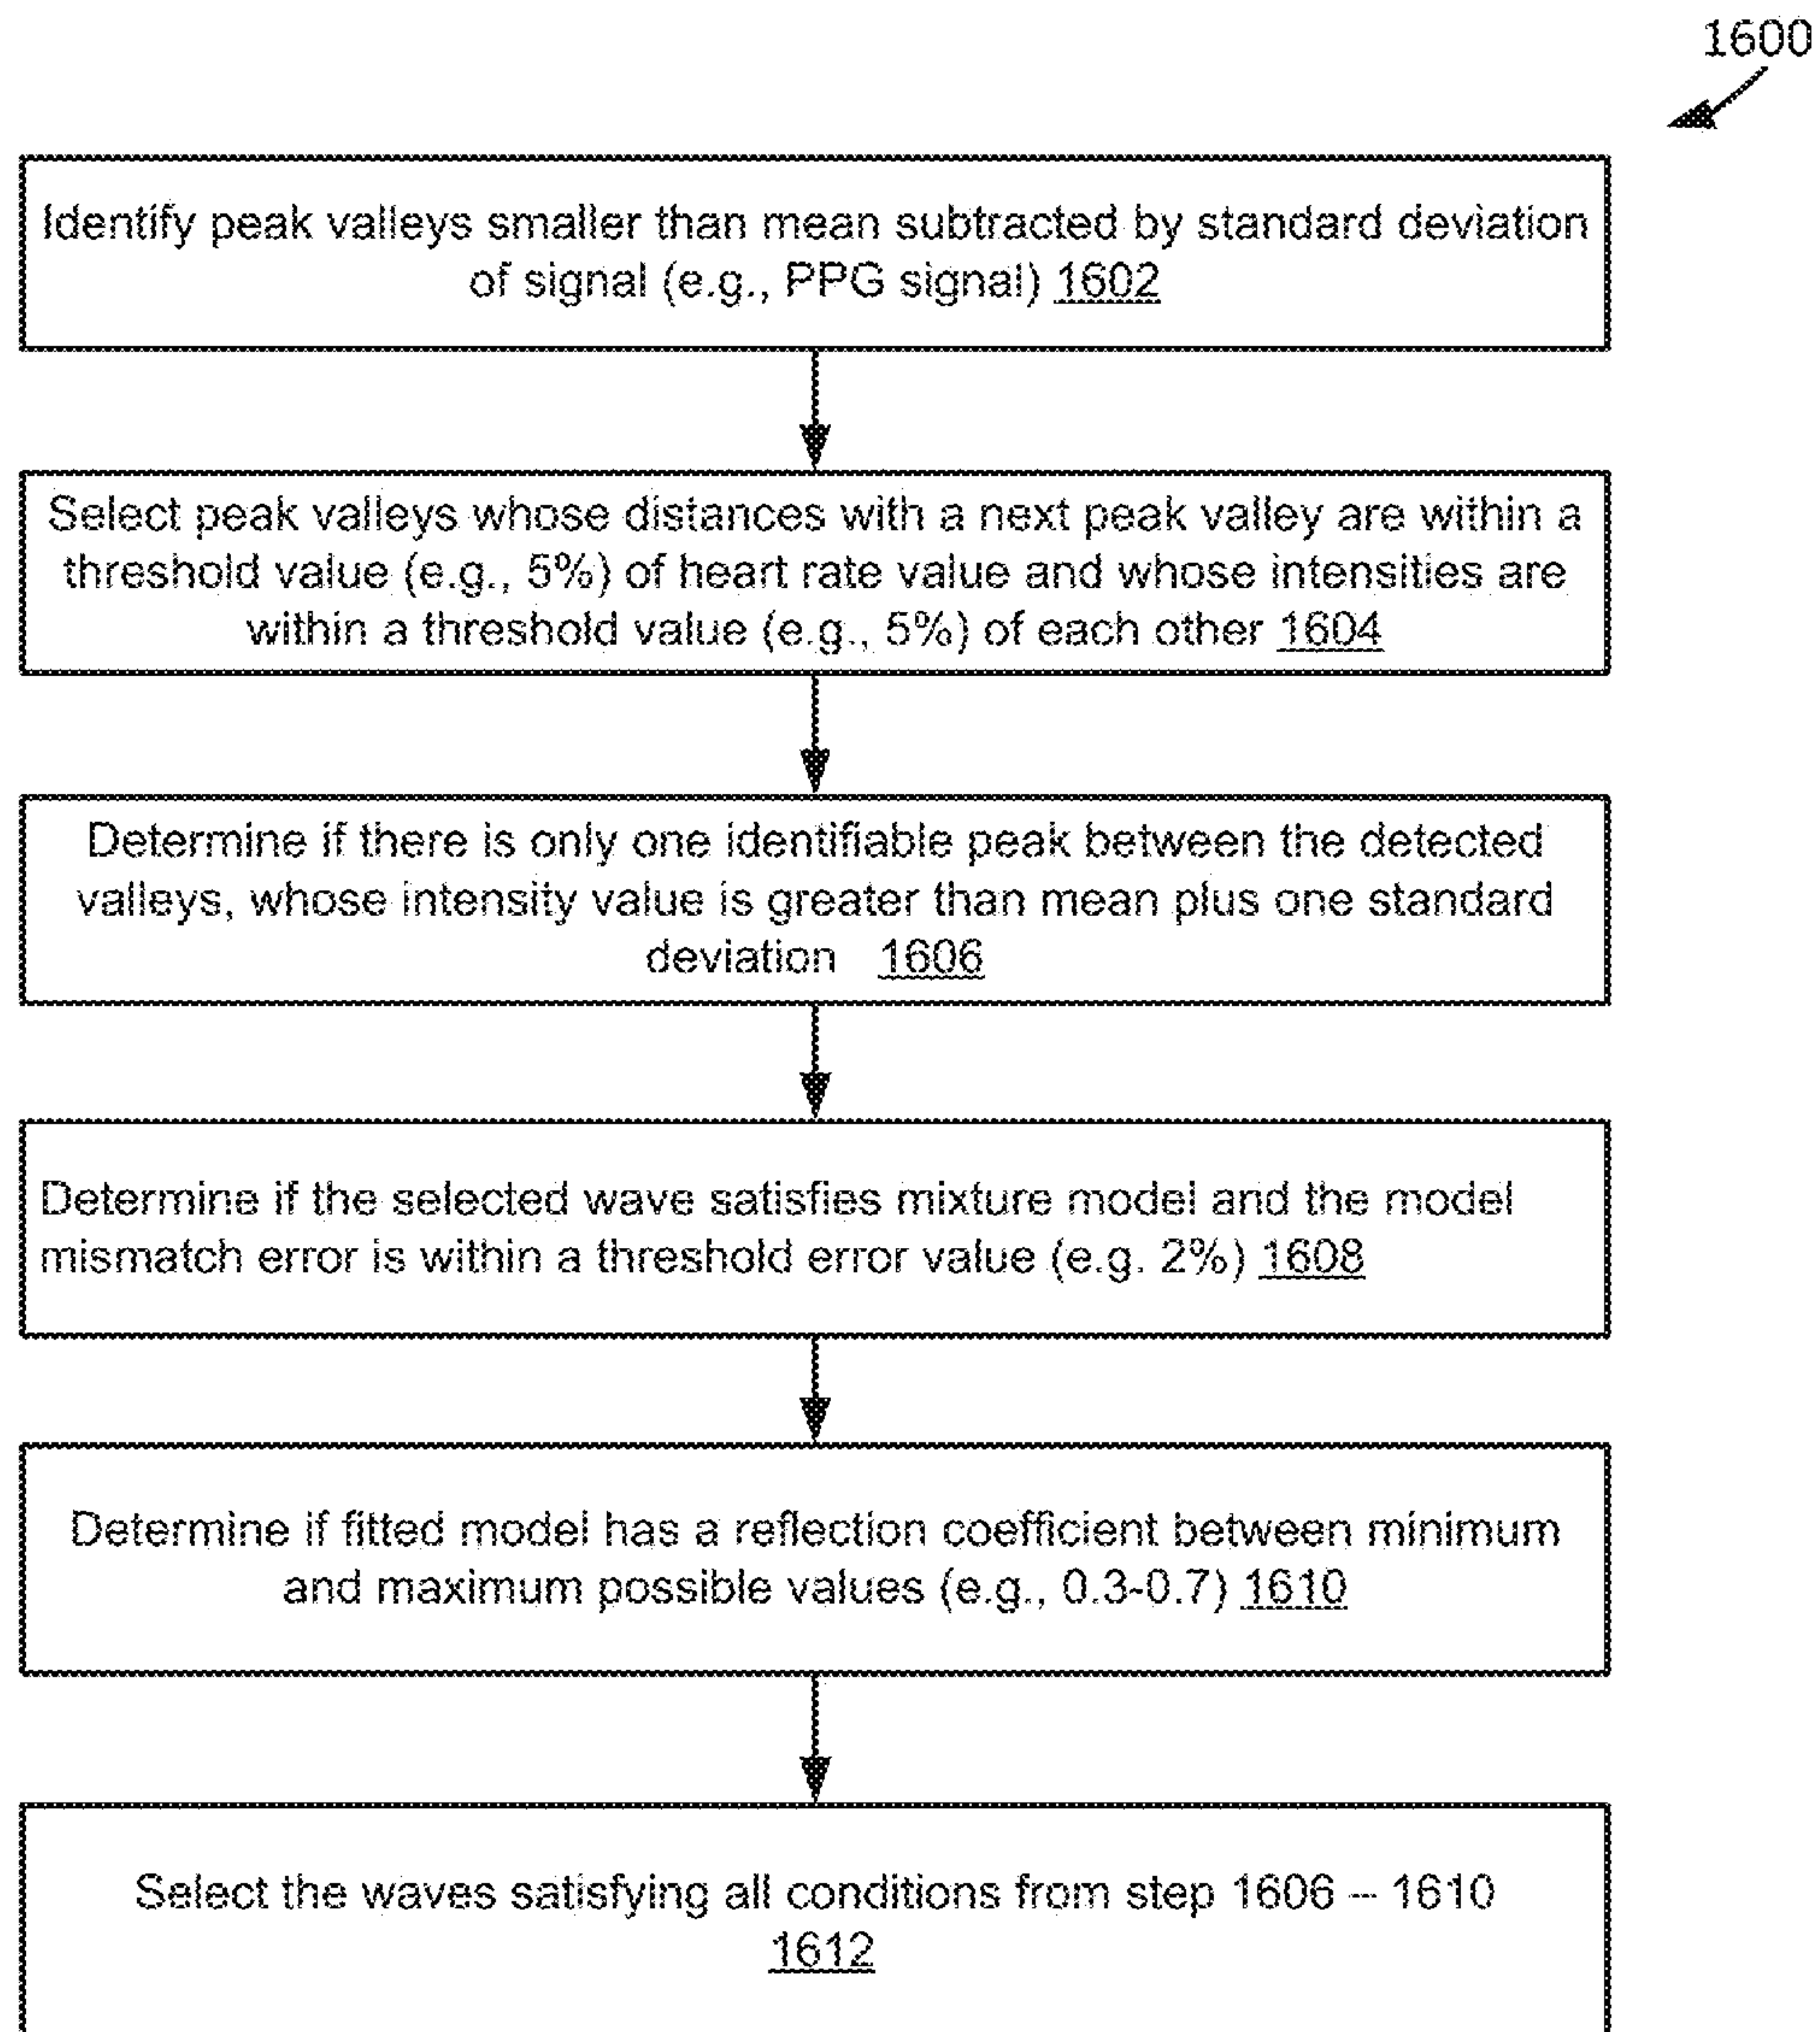 1600
Identify peak valleys smaller than mean subtracted by standard deviation
of signal (e.g., PPG signal) 1602
Select peak valleys whose distances with a next peak valley are within a
threshold value (e.g., 5%) of heart rate value and whose intensities are
within a threshold value (e.g., 5%) of each other 1604
Determine if there is only one identifiable peak between the detected
valleys, whose intensity value is greater than mean plus one standard
deviation 1606
Determine if the selected wave satisfies mixture model and the model
mismatch error is within a threshold error value (e.g. 2%) 1608
Determine if fitted model has a reflection coefficient between minimum
and maximum possible values (e.g., 0.3-0.7) 1610
Select the waves satisfying all conditions from step 1606 – 1610
1612